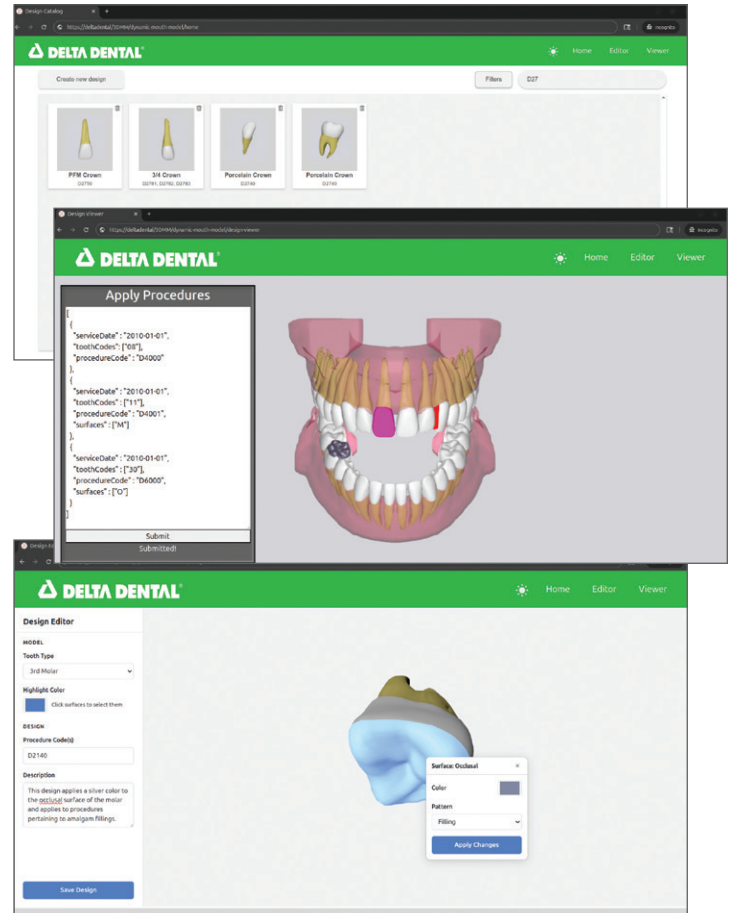 Design Catalog
https://deltadental/3DMM/dynamic-mouth-model/home
Incognito
DELTA DENTAL®
Home Editor Viewer
Create new design
Filters
D27
PFM Crown
D2750
3/4 Crown
D2781, D2782, D2783
Porcelain Crown
D2740
Porcelain Crown
D2740
Design Viewer
https://deltadental/3DMM/dynamic-mouth-model/design-viewer
Incognito
DELTA DENTAL®
Home Editor Viewer
Apply Procedures
[
{
"serviceDate" : "2010-01-01",
"toothCodes": ["08"],
"procedureCode" : "D4000"
},
{
"serviceDate" : "2010-01-01",
"toothCodes" : ["11"],
"procedureCode" : "D4001",
"surfaces" : ["M"]
},
{
"serviceDate" : "2010-01-01",
"toothCodes" : ["30"],
"procedureCode" : "D6000",
"surfaces" : ["O"]
}
]
Submit
Submitted!
DELTA DENTAL®
Home Editor Viewer
Design Editor
MODEL
Tooth Type
3rd Molar
Highlight Color
Click surfaces to select them
DESIGN
Procedure Code(s)
D2140
Description
This design applies a silver color to
the occlusal surface of the molar
and applies to procedures
pertaining to amalgam fillings.
Save Design
Surface: Occlusal ×
Color
Pattern
Filling
Apply Changes